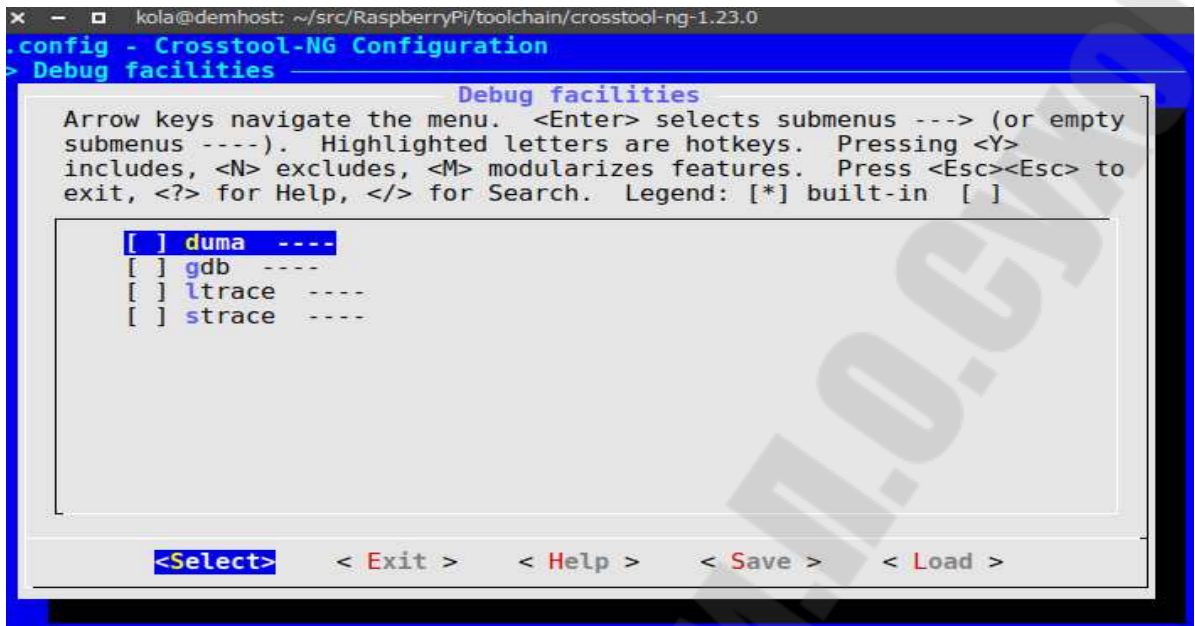 kola@demhost: ~/src/RaspberryPi/toolchain/crosstool-ng-1.23.0
.config - Crosstool-NG Configuration
> Debug facilities
Debug facilities
Arrow keys navigate the menu.  <Enter> selects submenus ---> (or empty
submenus ----).  Highlighted letters are hotkeys.  Pressing <Y>
includes, <N> excludes, <M> modularizes features.  Press <Esc><Esc> to
exit, <?> for Help, </> for Search.  Legend: [*] built-in  [ ]
[ ] duma  ----
[ ] gdb  ----
[ ] ltrace  ----
[ ] strace  ----
<Select>    < Exit >    < Help >    < Save >    < Load >